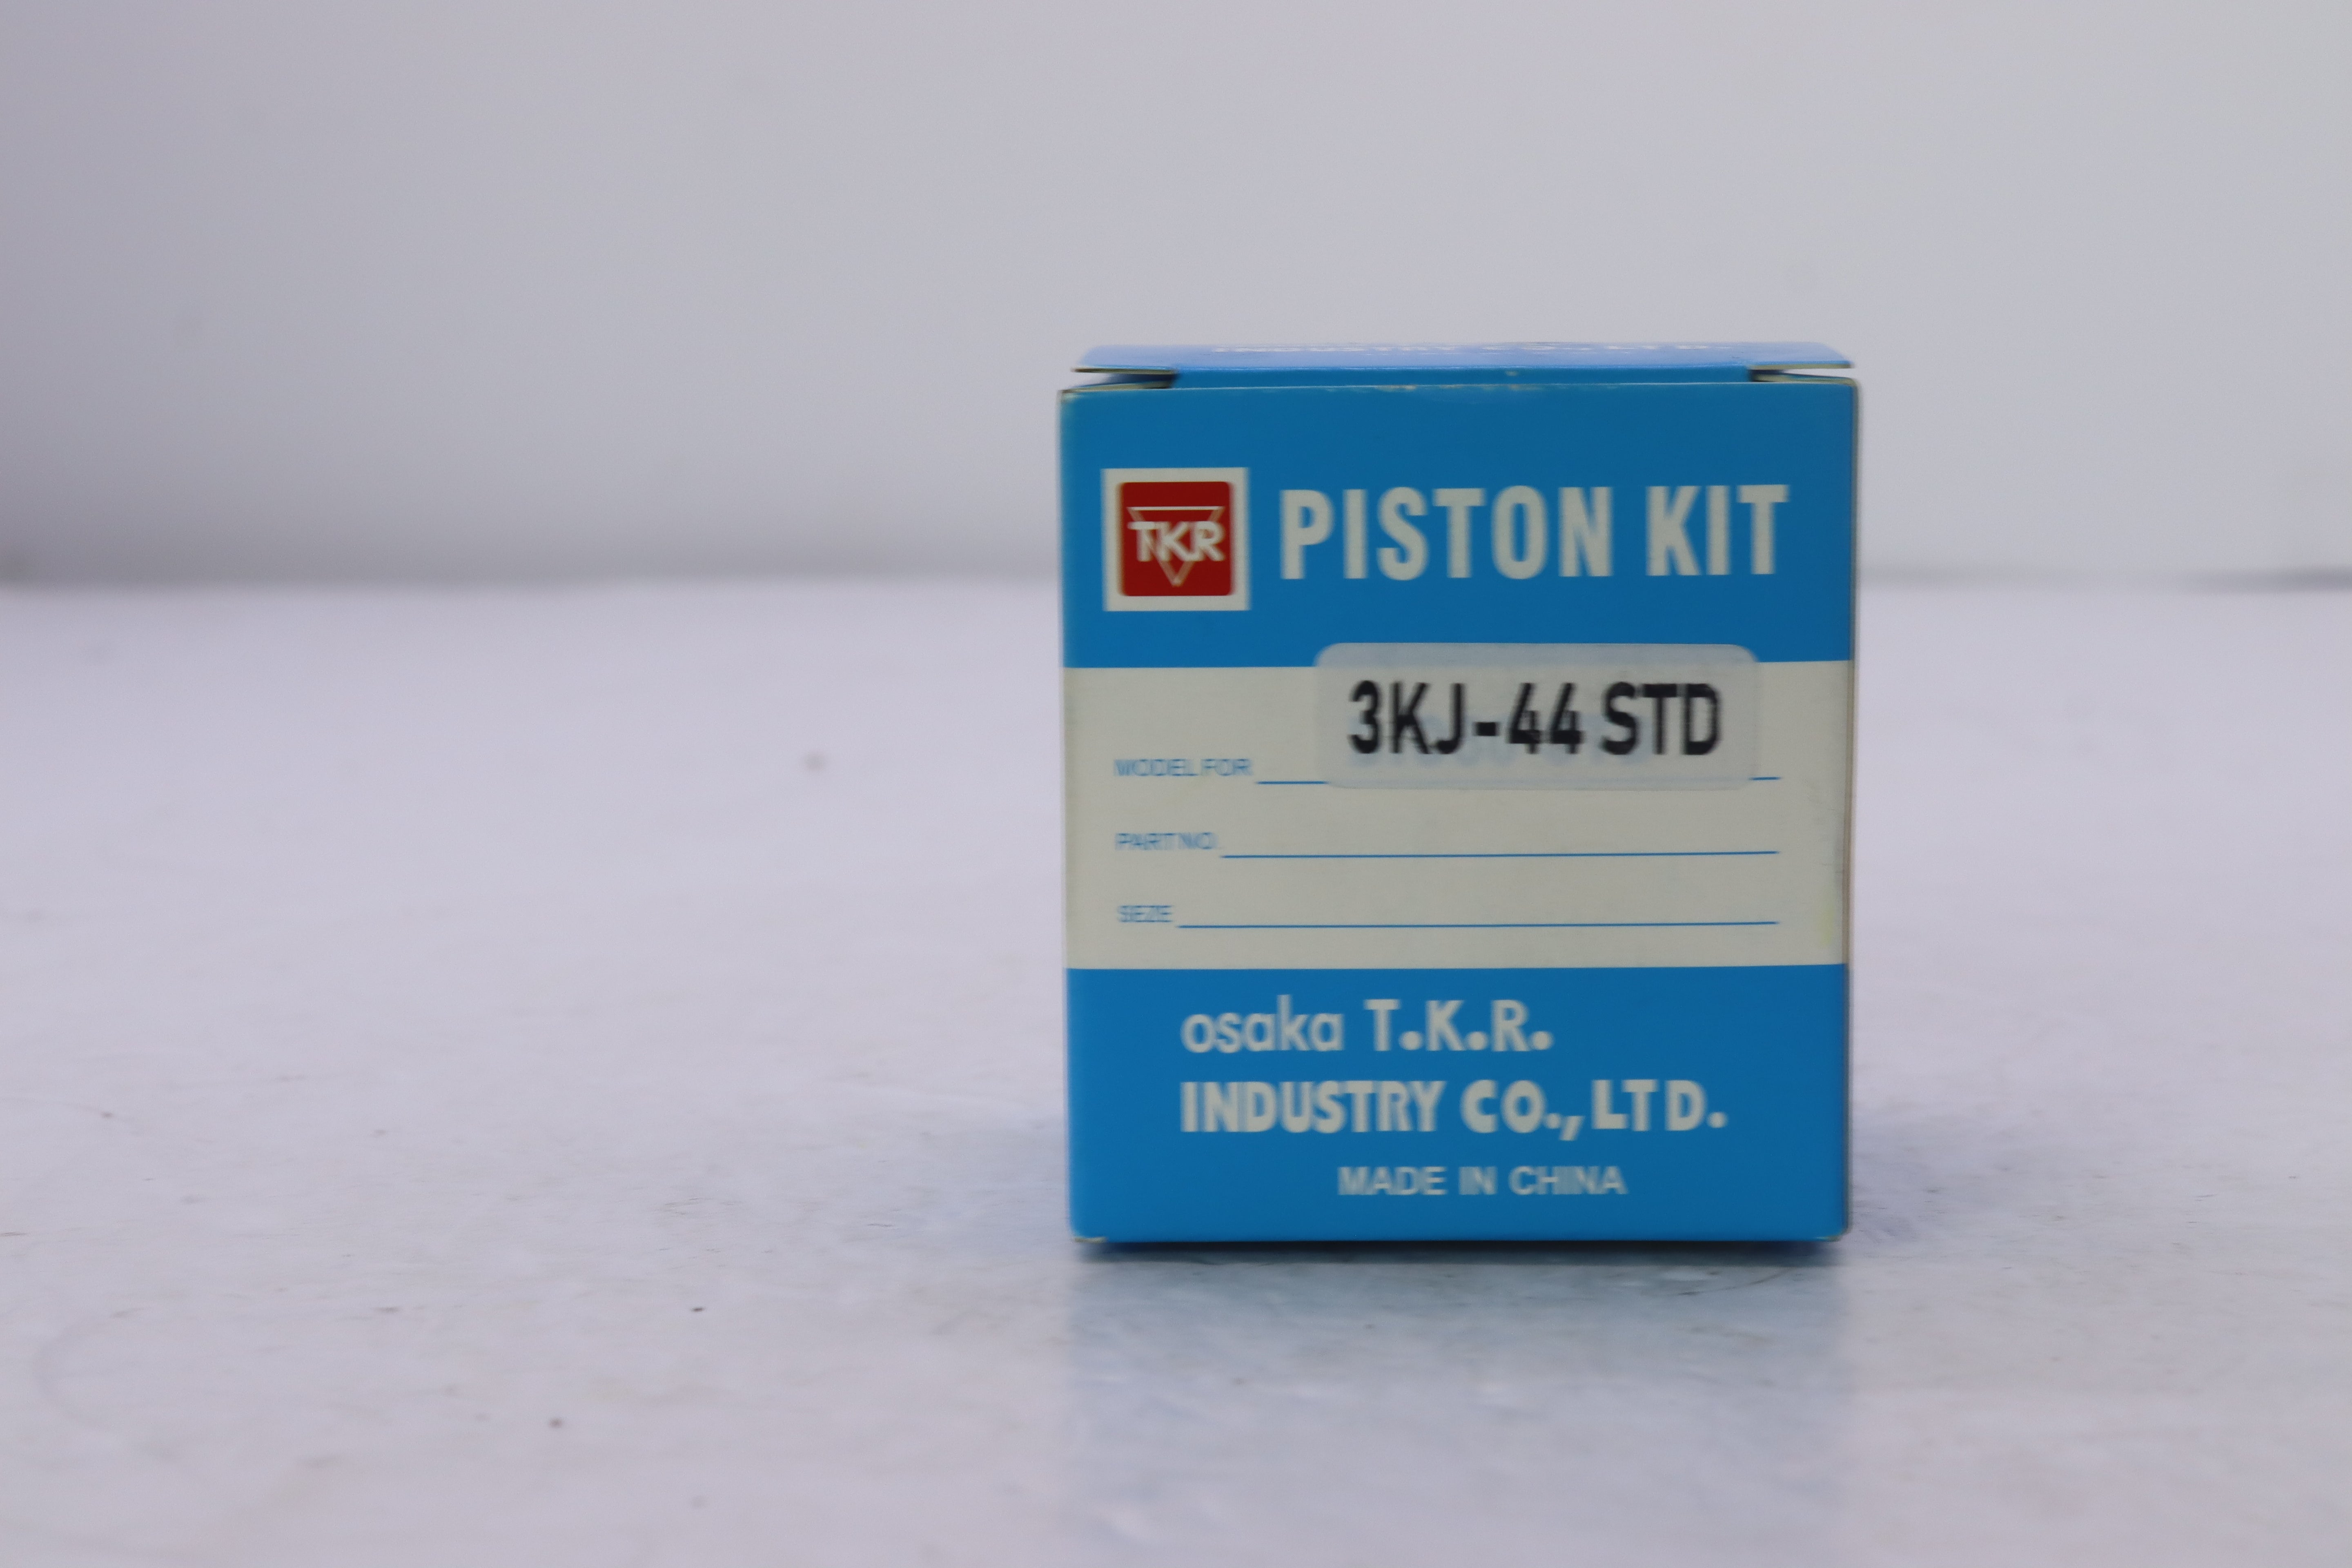 TKR
PISTON KIT
3KJ-44 STD
MODEL FOR
PART NO.
SEZE
osaka T.K.R.
INDUSTRY CO., LTD.
MADE IN CHINA